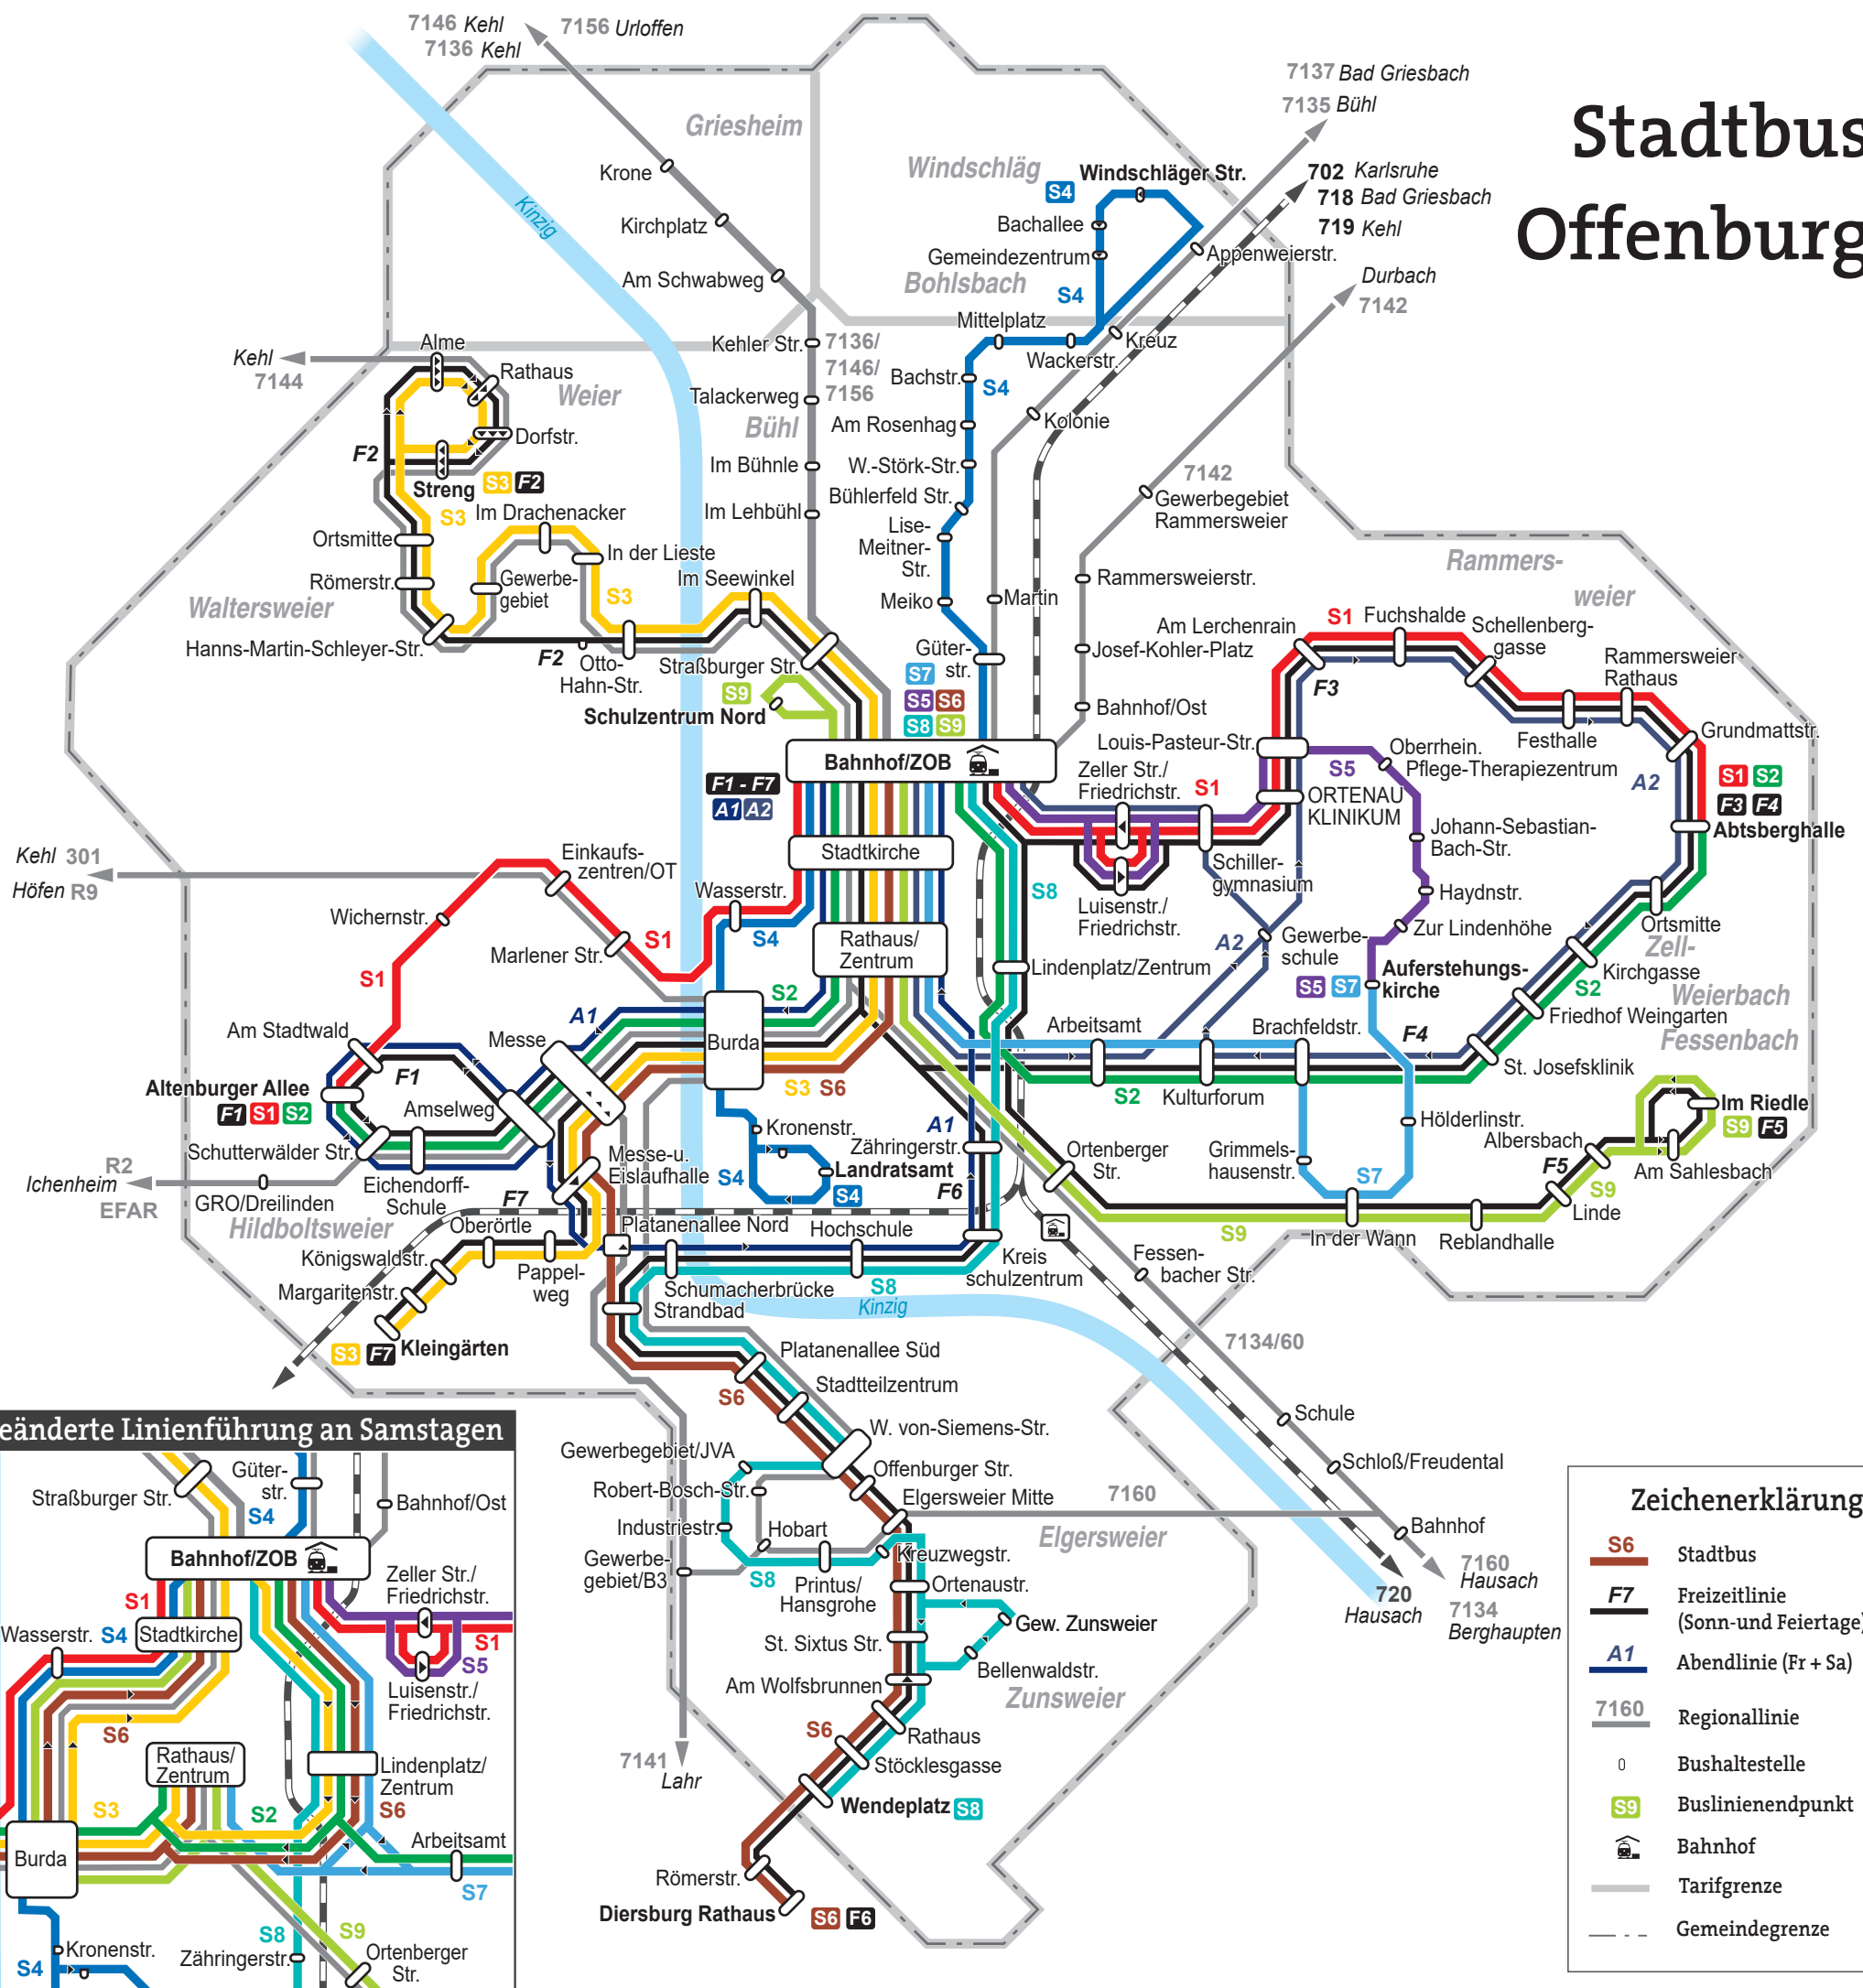 Stadtbus
Offenburg
7146 Kehl
7136 Kehl
7156 Urloffen
7137 Bad Griesbach
7135 Bühl
702 Karlsruhe
718 Bad Griesbach
719 Kehl
Durbach
7142
Griesheim
Windschläg
Windschläger Str.
S4
Bachallee
Gemeindezentrum
Bohlsbach
S4
Appenweierstr.
Krone
Kirchplatz
Am Schwabweg
Kinzig
Mittelplatz
Wackerstr.
Kreuz
Kehler Str.
7136/
7146/
7156
Talackerweg
Bühl
Im Bühnle
Im Lehbühl
Bachstr.
S4
Am Rosenhag
W.-Störk-Str.
Bühlerfeld Str.
Lise-
Meitner-
Str.
Meiko
Güter-
str.
Kolonie
Martin
7142
Gewerbegebiet
Rammersweier
Rammersweierstr.
Josef-Kohler-Platz
Bahnhof/Ost
Kehl
7144
Alme
Rathaus
Weier
Dorfstr.
F2
Streng S3 F2
S3
Im Drachenacker
Ortsmitte
In der Lieste
Römerstr.
Gewerbe-
gebiet
S3
Im Seewinkel
Waltersweier
Hanns-Martin-Schleyer-Str.
F2
Otto-
Hahn-Str.
Straßburger Str.
S9
Schulzentrum Nord
S7
S5 S6
S8 S9
Bahnhof/ZOB
F1 - F7
A1 A2
Rammers-
weier
Am Lerchenrain
S1
Fuchshalde
Schellenberg-
gasse
Rammersweier
Rathaus
F3
Festhalle
Grundmattstr.
A2
S1 S2
F3 F4
Abtsberghalle
Louis-Pasteur-Str.
S5
Oberrhein.
Pflege-Therapiezentrum
Zeller Str./
Friedrichstr.
S1
ORTENAU
KLINIKUM
Johann-Sebastian-
Bach-Str.
Schiller-
gymnasium
Haydnstr.
Luisenstr./
Friedrichstr.
A2
Gewerbe-
schule
Zur Lindenhöhe
S5 S7
Auferstehungs-
kirche
Ortsmitte
Zell-
Weierbach
Fessenbach
Kirchgasse
S2
Friedhof Weingarten
St. Josefsklinik
Kehl 301
Höfen R9
Einkaufs-
zentren/OT
Wichernstr.
Marlener Str.
S1
S1
Stadtkirche
Wasserstr.
S4
Rathaus/
Zentrum
S8
Lindenplatz/Zentrum
S2
A1
Burda
S3 S6
Am Stadtwald
Messe
Altenburger Allee
F1 S1 S2
F1
Amselweg
Schutterwälder Str.
R2
Ichenheim
EFAR
GRO/Dreilinden
Eichendorff-
Schule
Hildboltsweier
F7
Messe-u.
Eislaufhalle
Kronenstr.
S4
Landratsamt
S4
A1
Zähringerstr.
F6
Arbeitsamt
Brachfeldstr.
F4
S2
Kulturforum
Ortenberger
Str.
Grimmels-
hausenstr.
Hölderlinstr.
S7
Albersbach
Im Riedle
S9 F5
Am Sahlesbach
F5
S9
Linde
S9
In der Wann
Reblandhalle
Oberörtle
Königswaldstr.
Margaritenstr.
Pappel-
weg
S3 F7 Kleingärten
Platanenallee Nord
Hochschule
Schumacherbrücke
Strandbad
S8
Kinzig
Kreis
schulzentrum
Fessen-
bacher Str.
7134/60
Platanenallee Süd
S6
Stadtteilzentrum
W. von-Siemens-Str.
Gewerbegebiet/JVA
Robert-Bosch-Str.
Offenburger Str.
Elgersweier Mitte
7160
Elgersweier
Industriestr.
Hobart
Gewerbe-
gebiet/B3
S8
Printus/
Hansgrohe
Kreuzwegstr.
Ortenaustr.
Gew. Zunsweier
St. Sixtus Str.
Bellenwaldstr.
Am Wolfsbrunnen
Zunsweier
S6
Rathaus
Stöcklesgasse
Wendeplatz S8
7141
Lahr
Römerstr.
Diersburg Rathaus S6 F6
Schule
Schloß/Freudental
Bahnhof
7160
Hausach
720
Hausach
7134
Berghaupten
eänderte Linienführung an Samstagen
Straßburger Str.
Güter-
str.
S4
Bahnhof/Ost
Bahnhof/ZOB
S1
Zeller Str./
Friedrichstr.
Wasserstr. S4
Stadtkirche
S1
S5
Luisenstr./
Friedrichstr.
S6
Rathaus/
Zentrum
Lindenplatz/
Zentrum
S3
S2
S6
Burda
Arbeitsamt
S7
S8
S9
Kronenstr.
S4
Zähringerstr.
Ortenberger
Str.
Zeichenerklärung
S6 Stadtbus
F7 Freizeitlinie
(Sonn-und Feiertage)
A1 Abendlinie (Fr + Sa)
7160 Regionallinie
Bushaltestelle
S9 Buslinienendpunkt
Bahnhof
Tarifgrenze
Gemeindegrenze